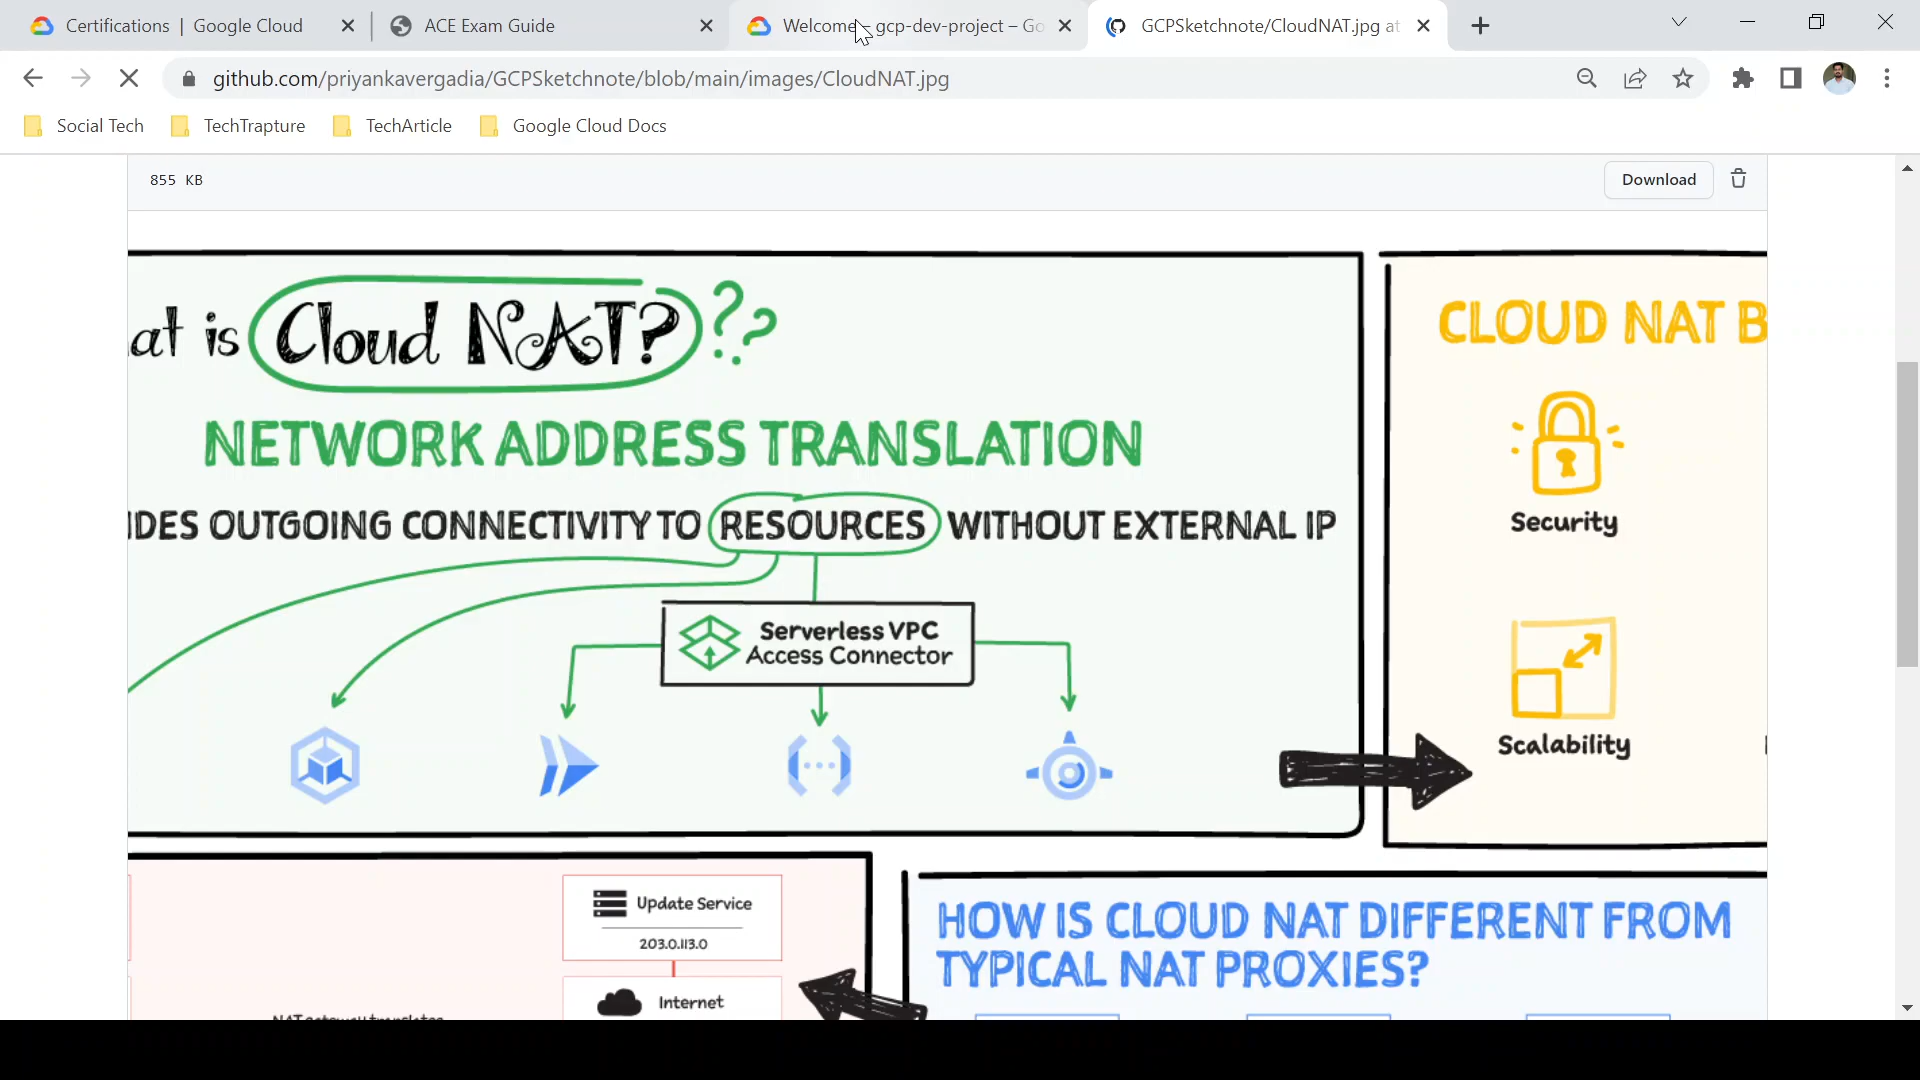 Certifications | Google Cloud
ACE Exam Guide
Welcome – gcp-dev-project – Go
GCPSketchnote/CloudNAT.jpg at
github.com/priyankavergadia/GCPSketchnote/blob/main/images/CloudNAT.jpg
Social Tech
TechTrapture
TechArticle
Google Cloud Docs
855 KB
Download
at is Cloud NAT? ??
NETWORK ADDRESS TRANSLATION
IDES OUTGOING CONNECTIVITY TO RESOURCES WITHOUT EXTERNAL IP
Serverless VPC
Access Connector
CLOUD NAT B
Security
Scalability
Update Service
203.0.113.0
Internet
NAT gateway translates
HOW IS CLOUD NAT DIFFERENT FROM
TYPICAL NAT PROXIES?